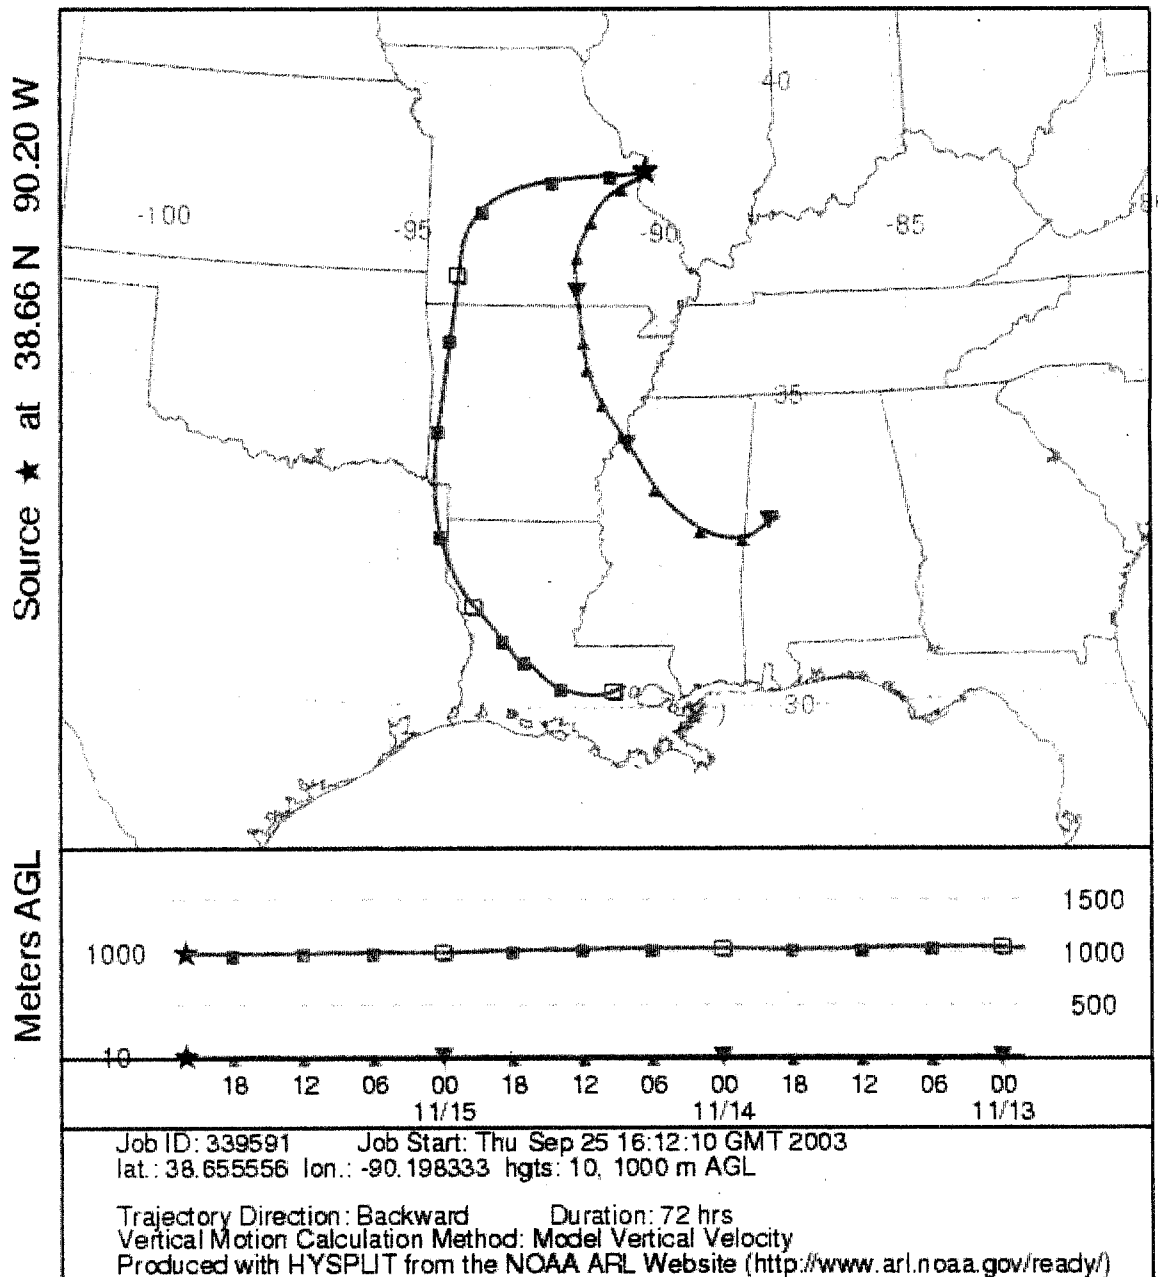 Source ★ at 38.66 N 90.20 W
40
-100
-95
-90
-85
35
30
Meters AGL
1500
1000
1000
500
10
18 12 06 00 18 12 06 00 18 12 06 00
11/15 11/14 11/13
Job ID: 339591 Job Start: Thu Sep 25 16:12:10 GMT 2003
lat.: 38.655556 lon.: -90.198333 hgts: 10, 1000 m AGL
Trajectory Direction: Backward Duration: 72 hrs
Vertical Motion Calculation Method: Model Vertical Velocity
Produced with HYSPLIT from the NOAA ARL Website (http://www.arl.noaa.gov/ready/)